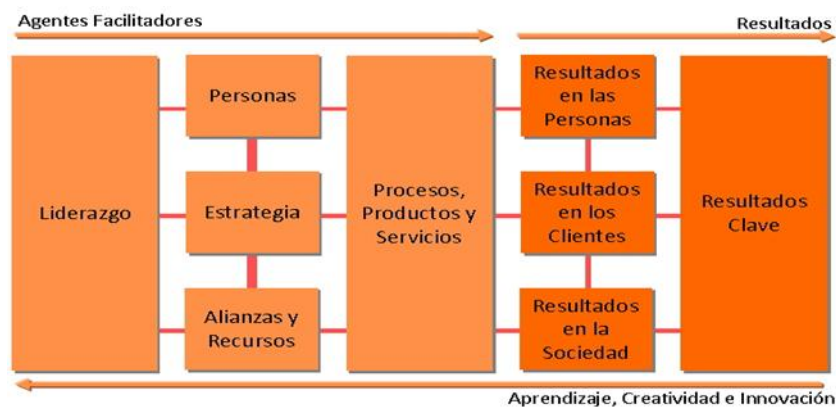 Agentes Facilitadores
Resultados
Liderazgo
Personas
Estrategia
Alianzas y
Recursos
Procesos,
Productos y
Servicios
Resultados
en las
Personas
Resultados
en los
Clientes
Resultados
en la
Sociedad
Resultados
Clave
Aprendizaje, Creatividad e Innovación